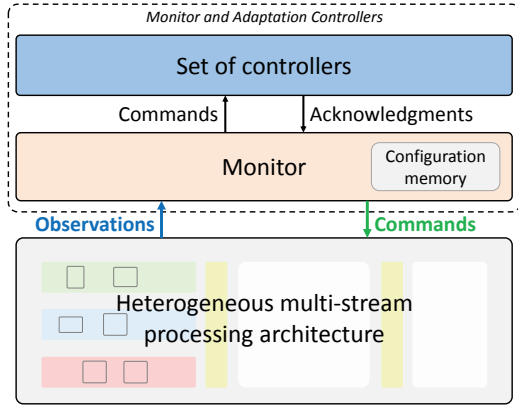 Monitor and Adaptation Controllers
Set of controllers
Commands Acknowledgments
Monitor
Configuration
memory
Observations Commands
Heterogeneous multi-stream
processing architecture